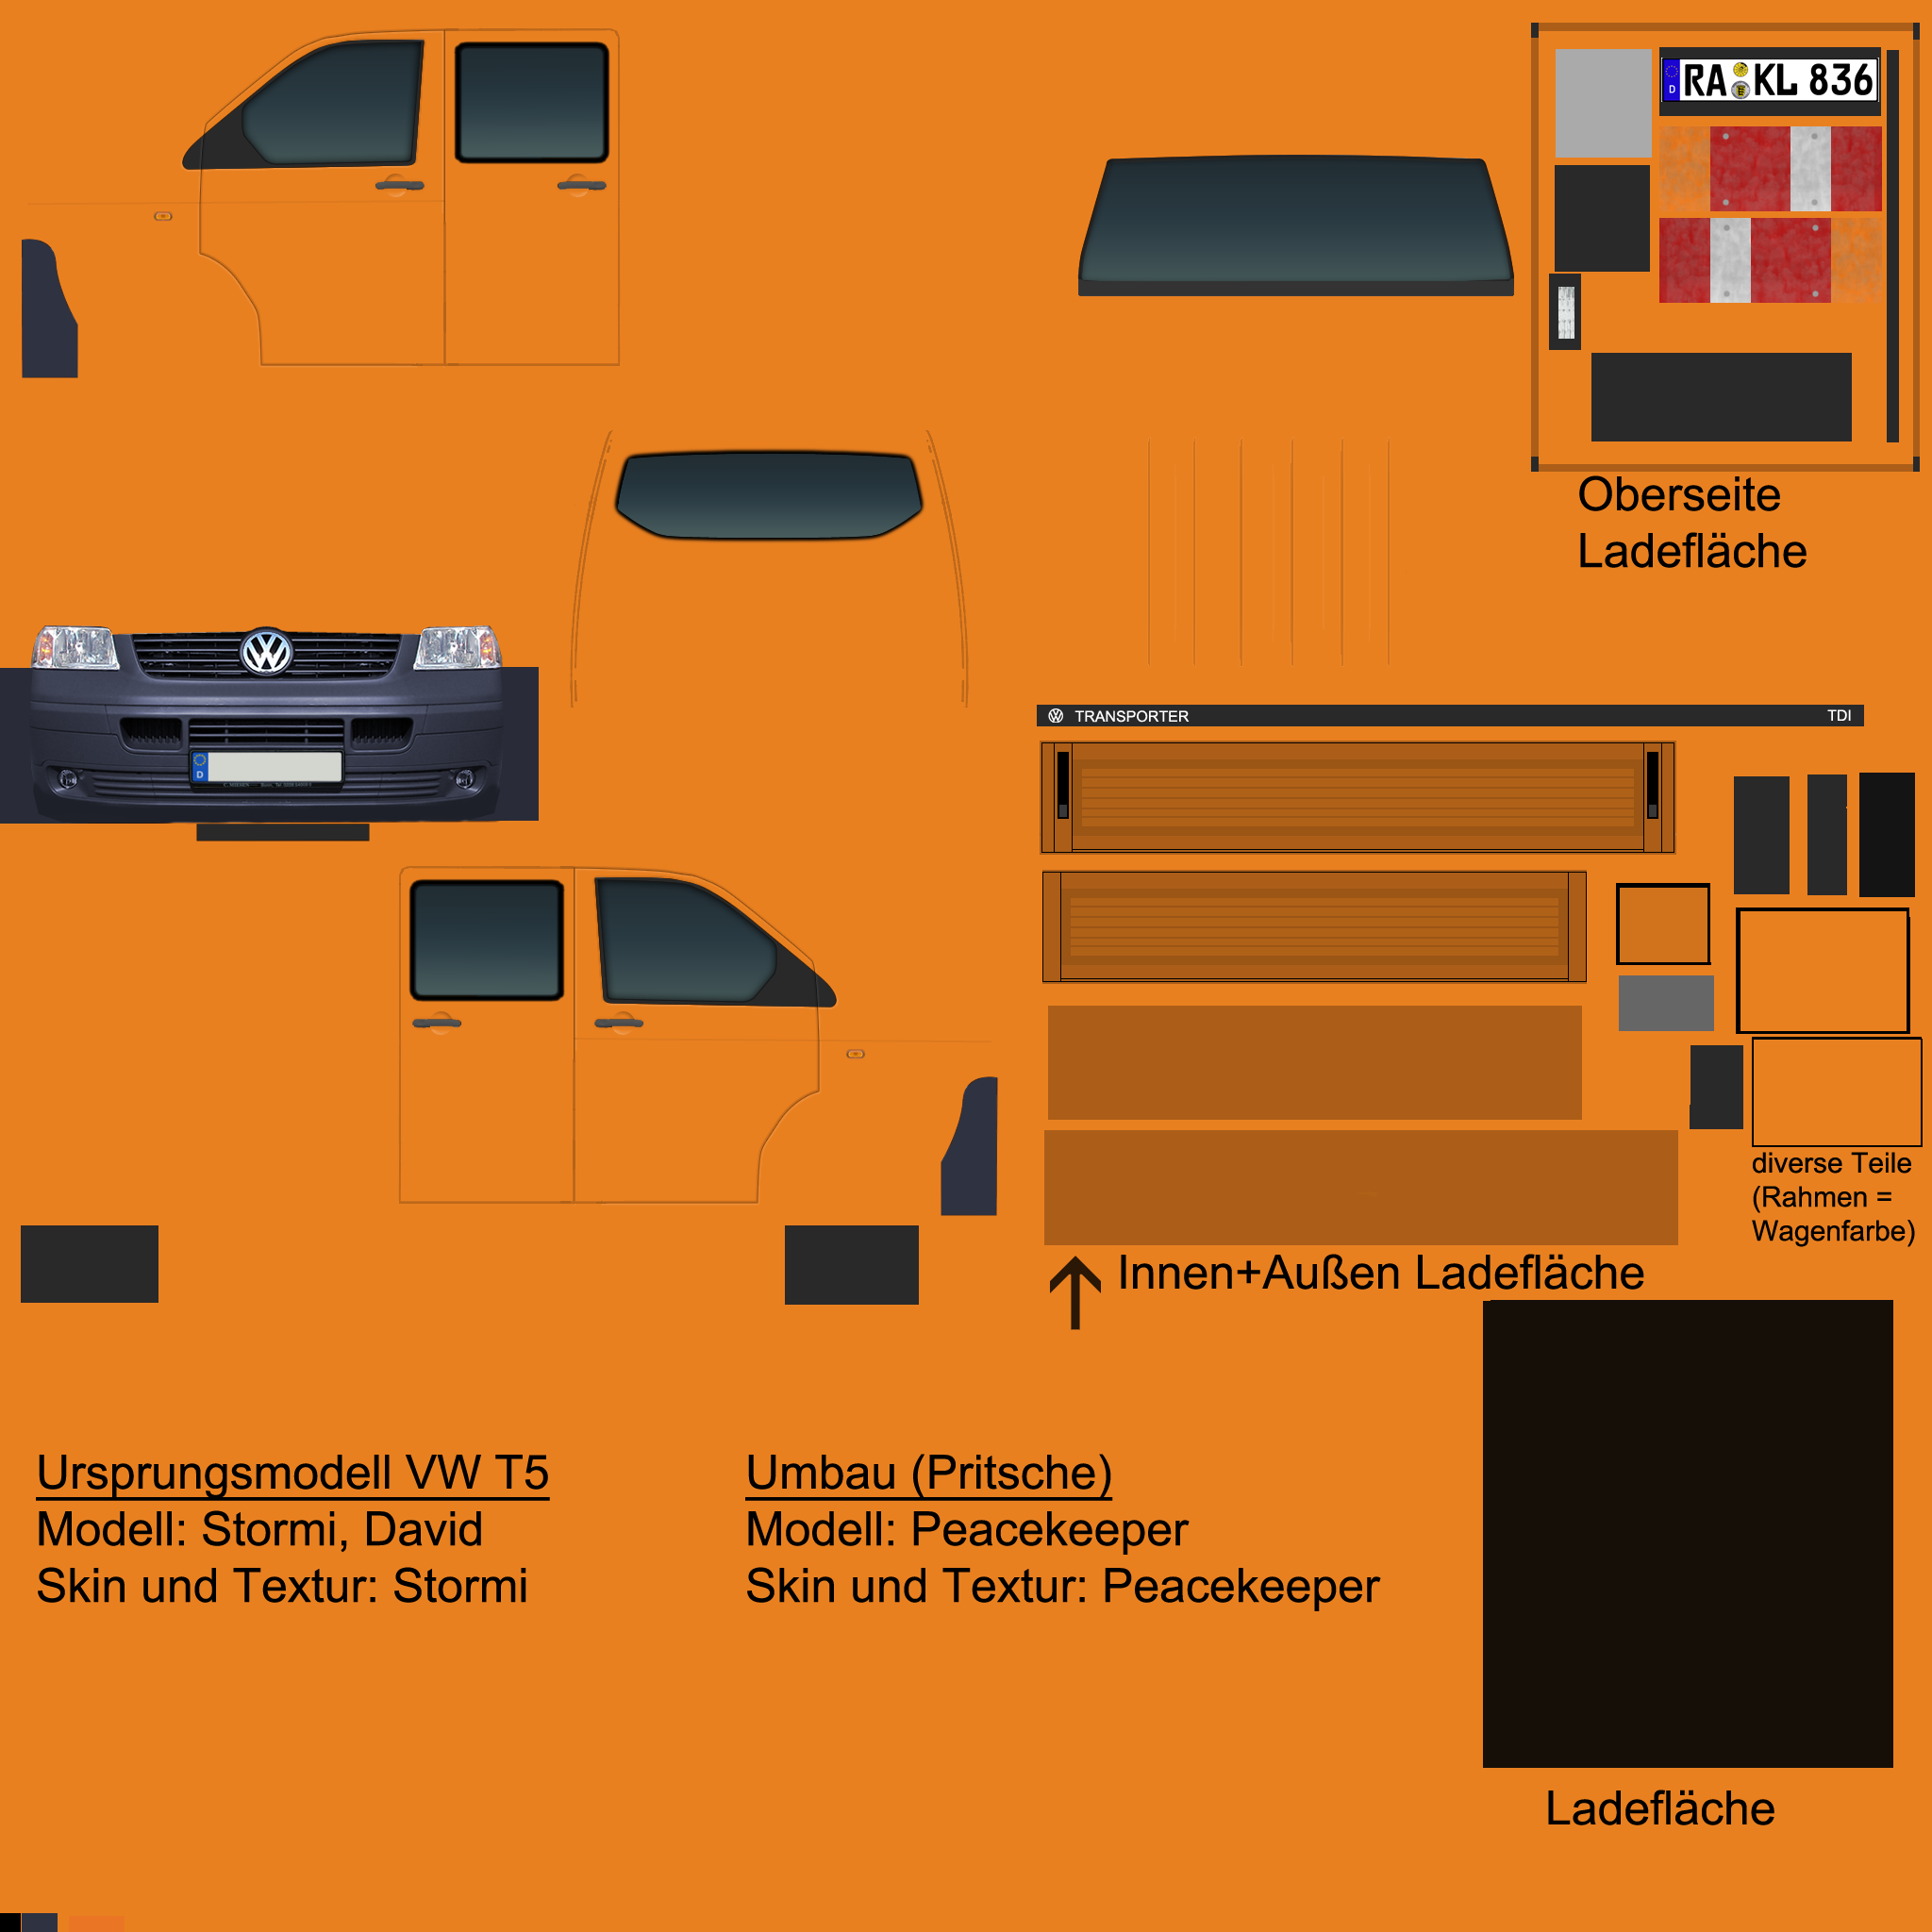 RA KL 836
D
Oberseite
Ladefläche
TRANSPORTER TDI
D
diverse Teile
(Rahmen =
Wagenfarbe)
Innen+Außen Ladefläche
Ursprungsmodell VW T5
Modell: Stormi, David
Skin und Textur: Stormi
Umbau (Pritsche)
Modell: Peacekeeper
Skin und Textur: Peacekeeper
Ladefläche